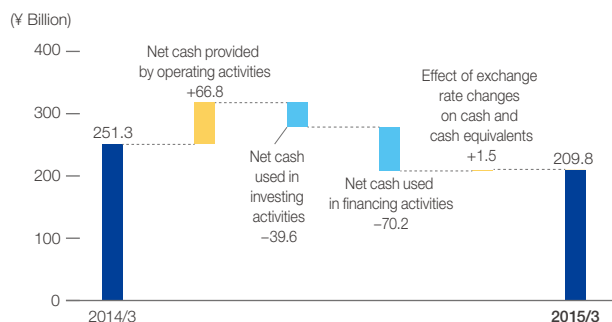 (¥ Billion)
400
300
200
100
0
251.3
Net cash provided
by operating activities
+66.8
Net cash
used in
investing
activities
−39.6
Net cash used
in financing activities
−70.2
Effect of exchange
rate changes
on cash and
cash equivalents
+1.5
209.8
2014/3
2015/3